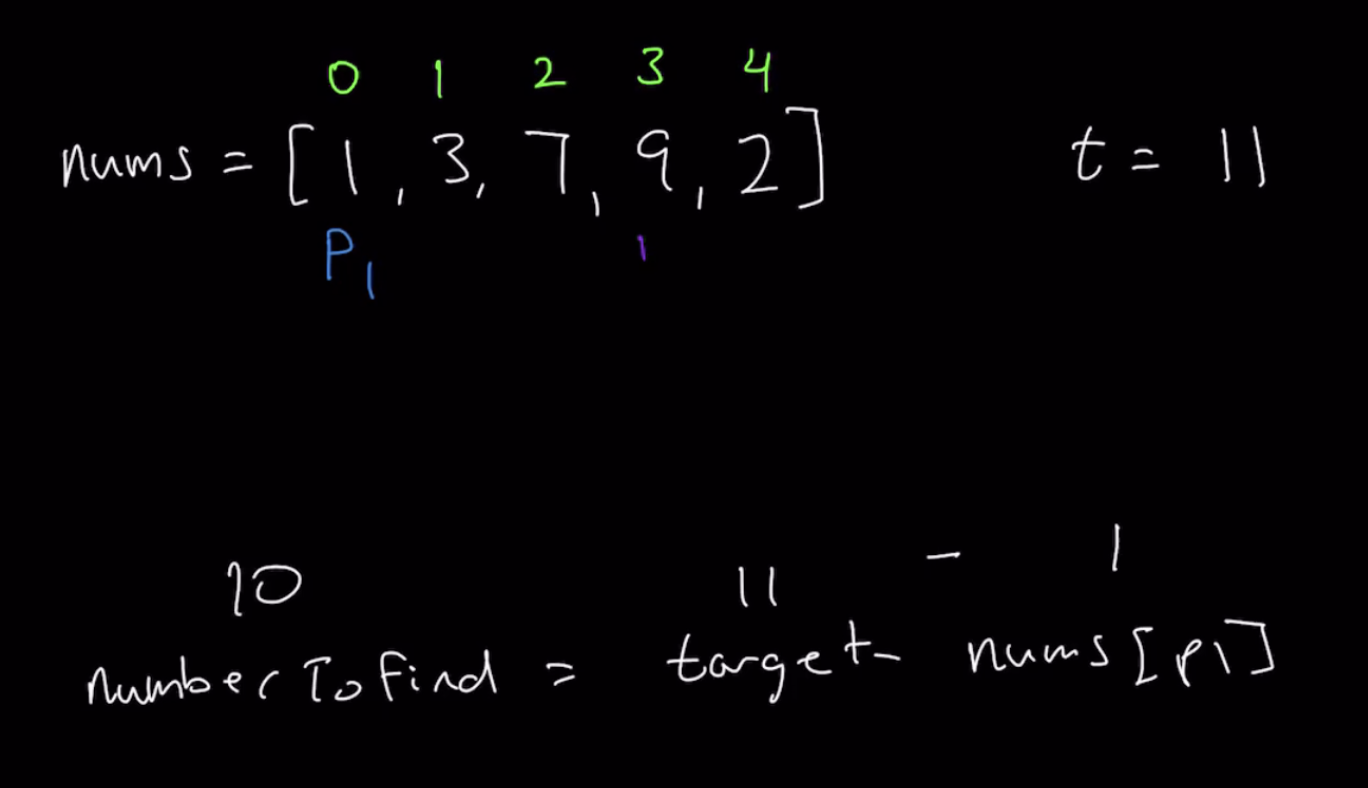 0 1 2 3 4
nums = [1, 3, 7, 9, 2] t = 11
P1
10 11 - 1
numberToFind = target - nums[p1]